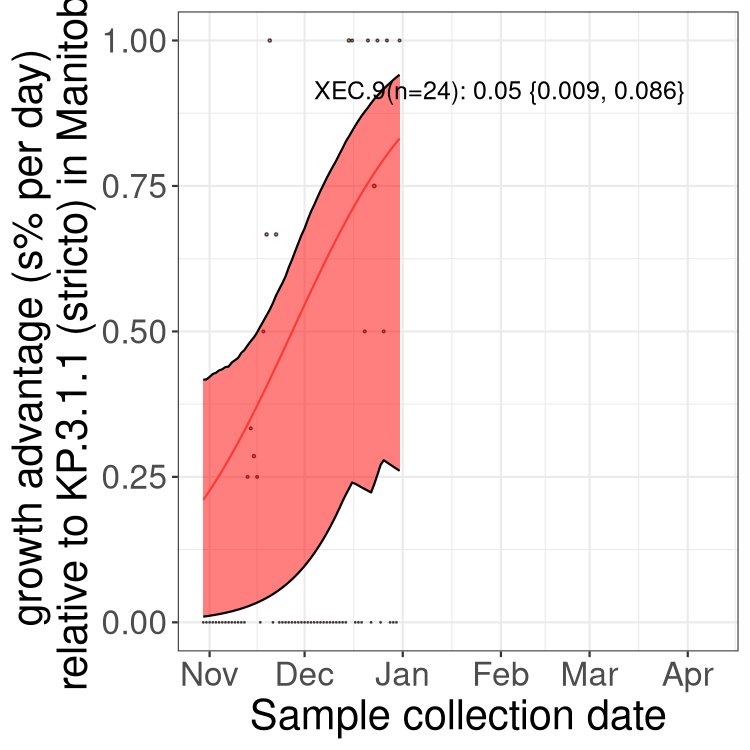 growth advantage (s% per day)
relative to KP.3.1.1 (stricto) in Manitob
1.00
0.75
0.50
0.25
0.00
XEC.9(n=24): 0.05 {0.009, 0.086}
Nov Dec Jan Feb Mar Apr
Sample collection date